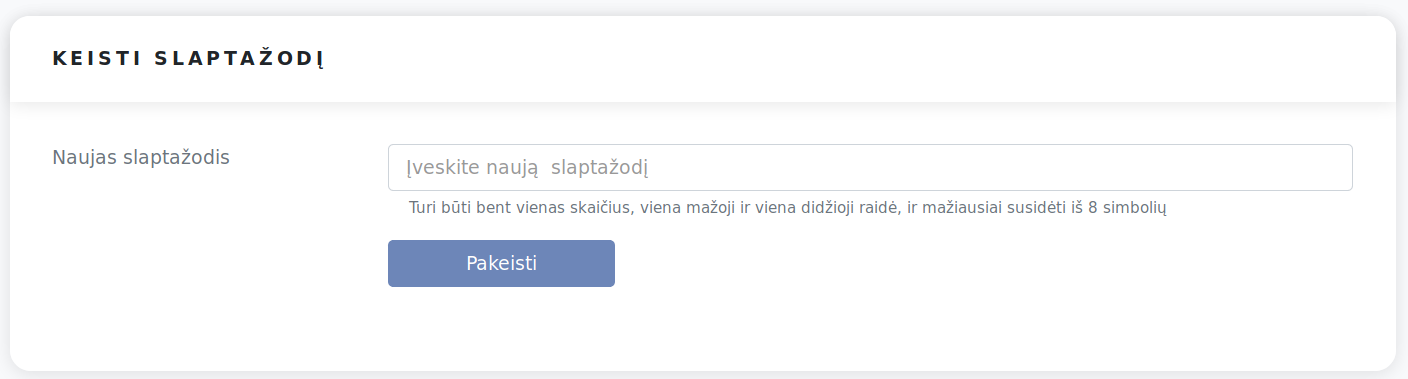 KEISTI SLAPTAŽODĮ
Naujas slaptažodis
Įveskite naują  slaptažodį
Turi būti bent vienas skaičius, viena mažoji ir viena didžioji raidė, ir mažiausiai susidėti iš 8 simbolių
Pakeisti